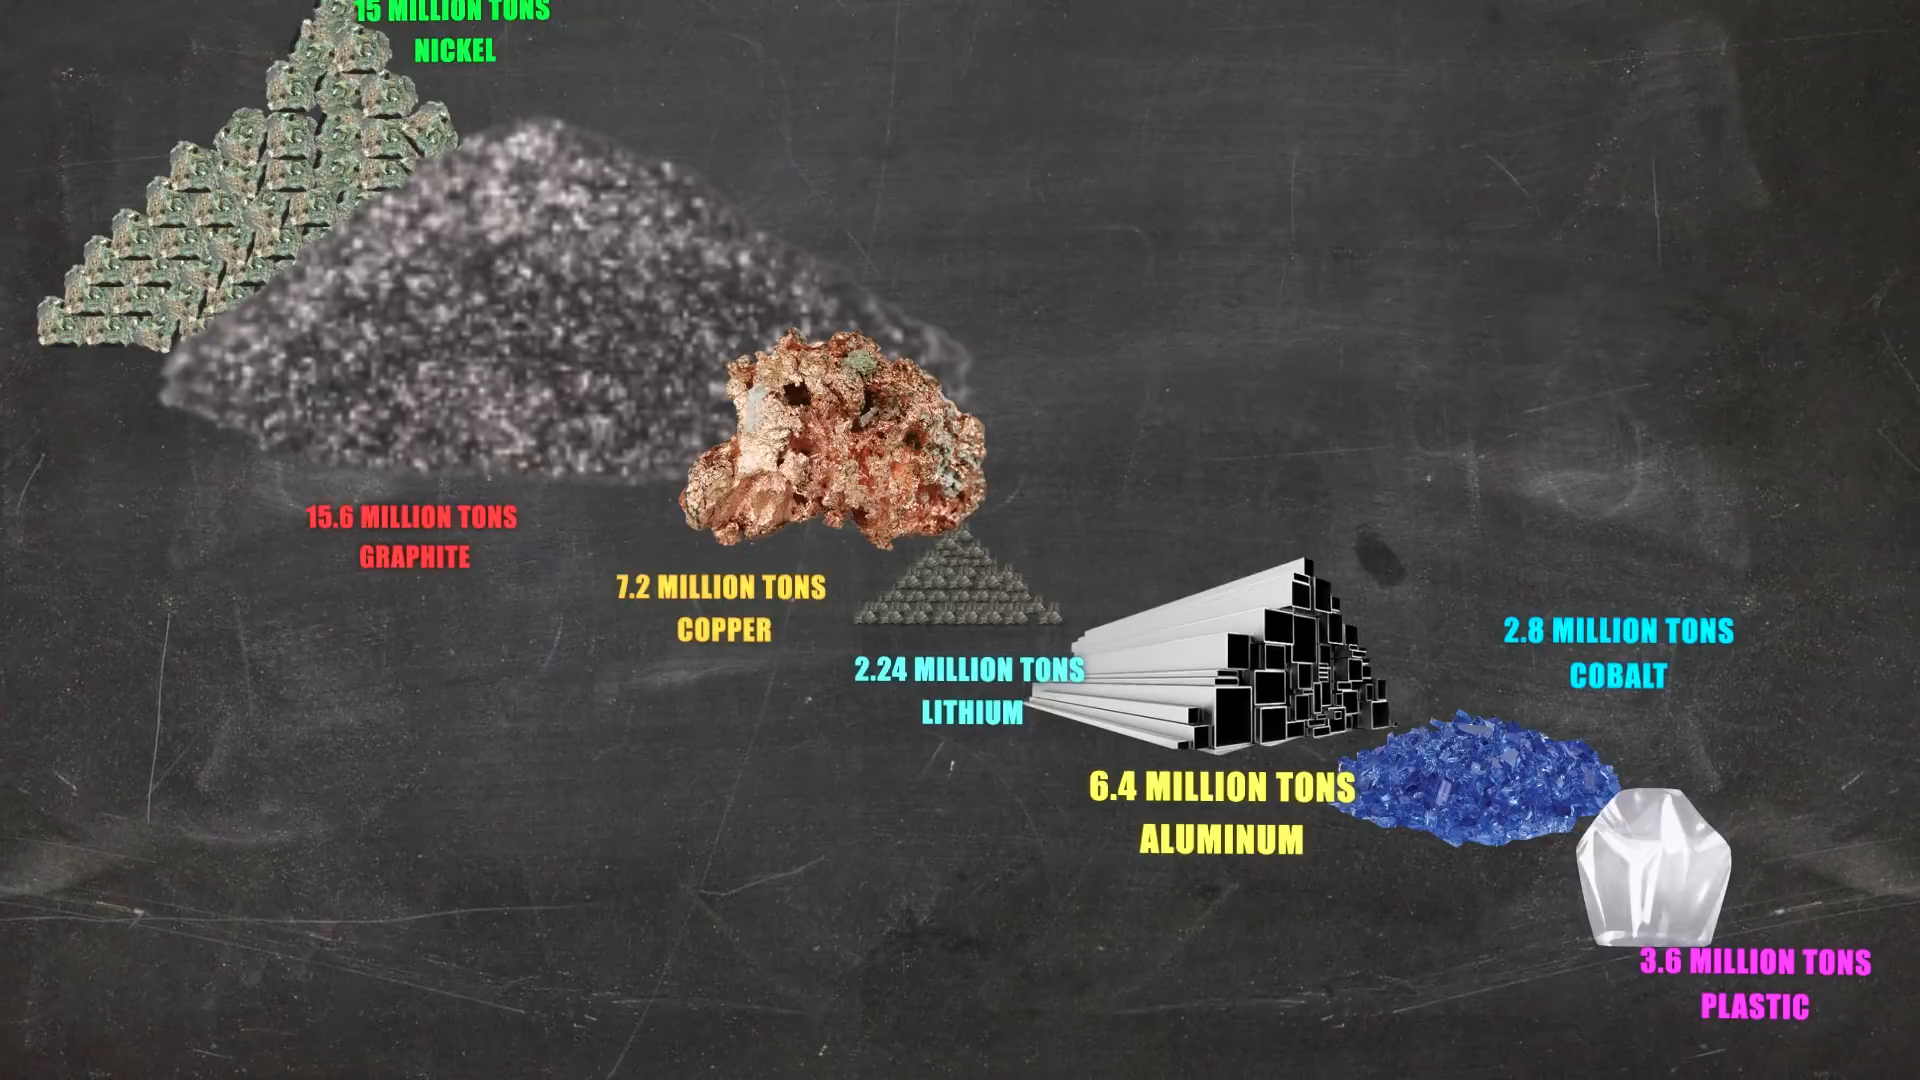 15 MILLION TONS
NICKEL
15.6 MILLION TONS
GRAPHITE
7.2 MILLION TONS
COPPER
2.24 MILLION TONS
LITHIUM
6.4 MILLION TONS
ALUMINUM
2.8 MILLION TONS
COBALT
3.6 MILLION TONS
PLASTIC